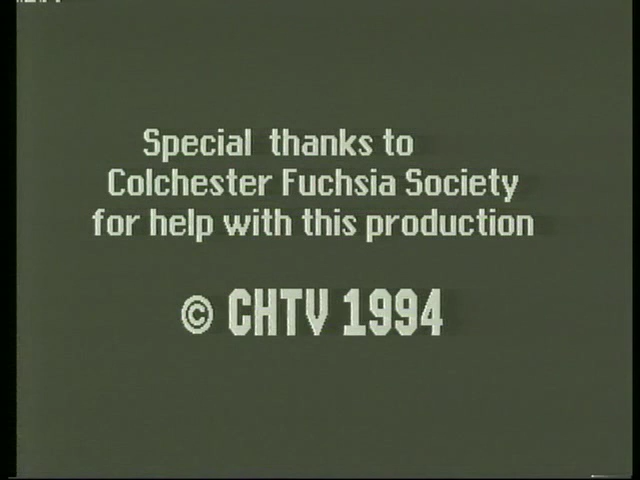 Special thanks to
Colchester Fuchsia Society
for help with this production
© CHTV 1994